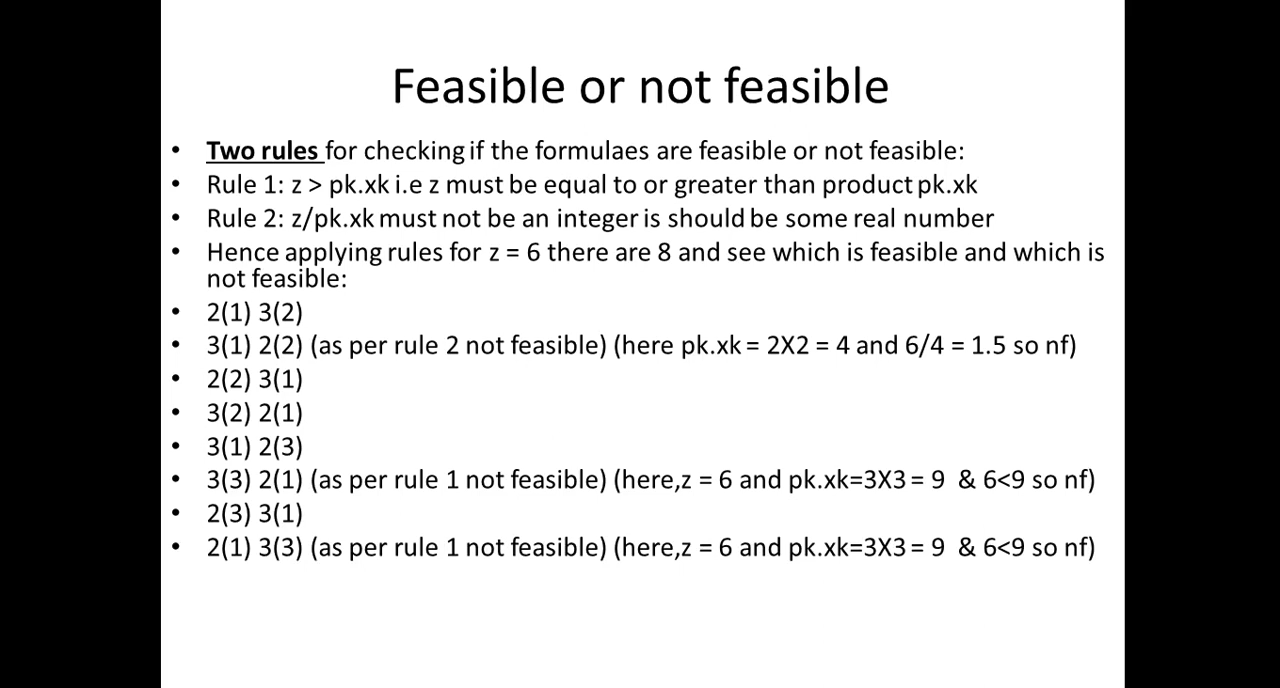 Feasible or not feasible
• Two rules for checking if the formulaes are feasible or not feasible:
• Rule 1: z > pk.xk i.e z must be equal to or greater than product pk.xk
• Rule 2: z/pk.xk must not be an integer is should be some real number
• Hence applying rules for z = 6 there are 8 and see which is feasible and which is
not feasible:
• 2(1) 3(2)
• 3(1) 2(2) (as per rule 2 not feasible) (here pk.xk = 2X2 = 4 and 6/4 = 1.5 so nf)
• 2(2) 3(1)
• 3(2) 2(1)
• 3(1) 2(3)
• 3(3) 2(1) (as per rule 1 not feasible) (here,z = 6 and pk.xk=3X3 = 9 & 6<9 so nf)
• 2(3) 3(1)
• 2(1) 3(3) (as per rule 1 not feasible) (here,z = 6 and pk.xk=3X3 = 9 & 6<9 so nf)